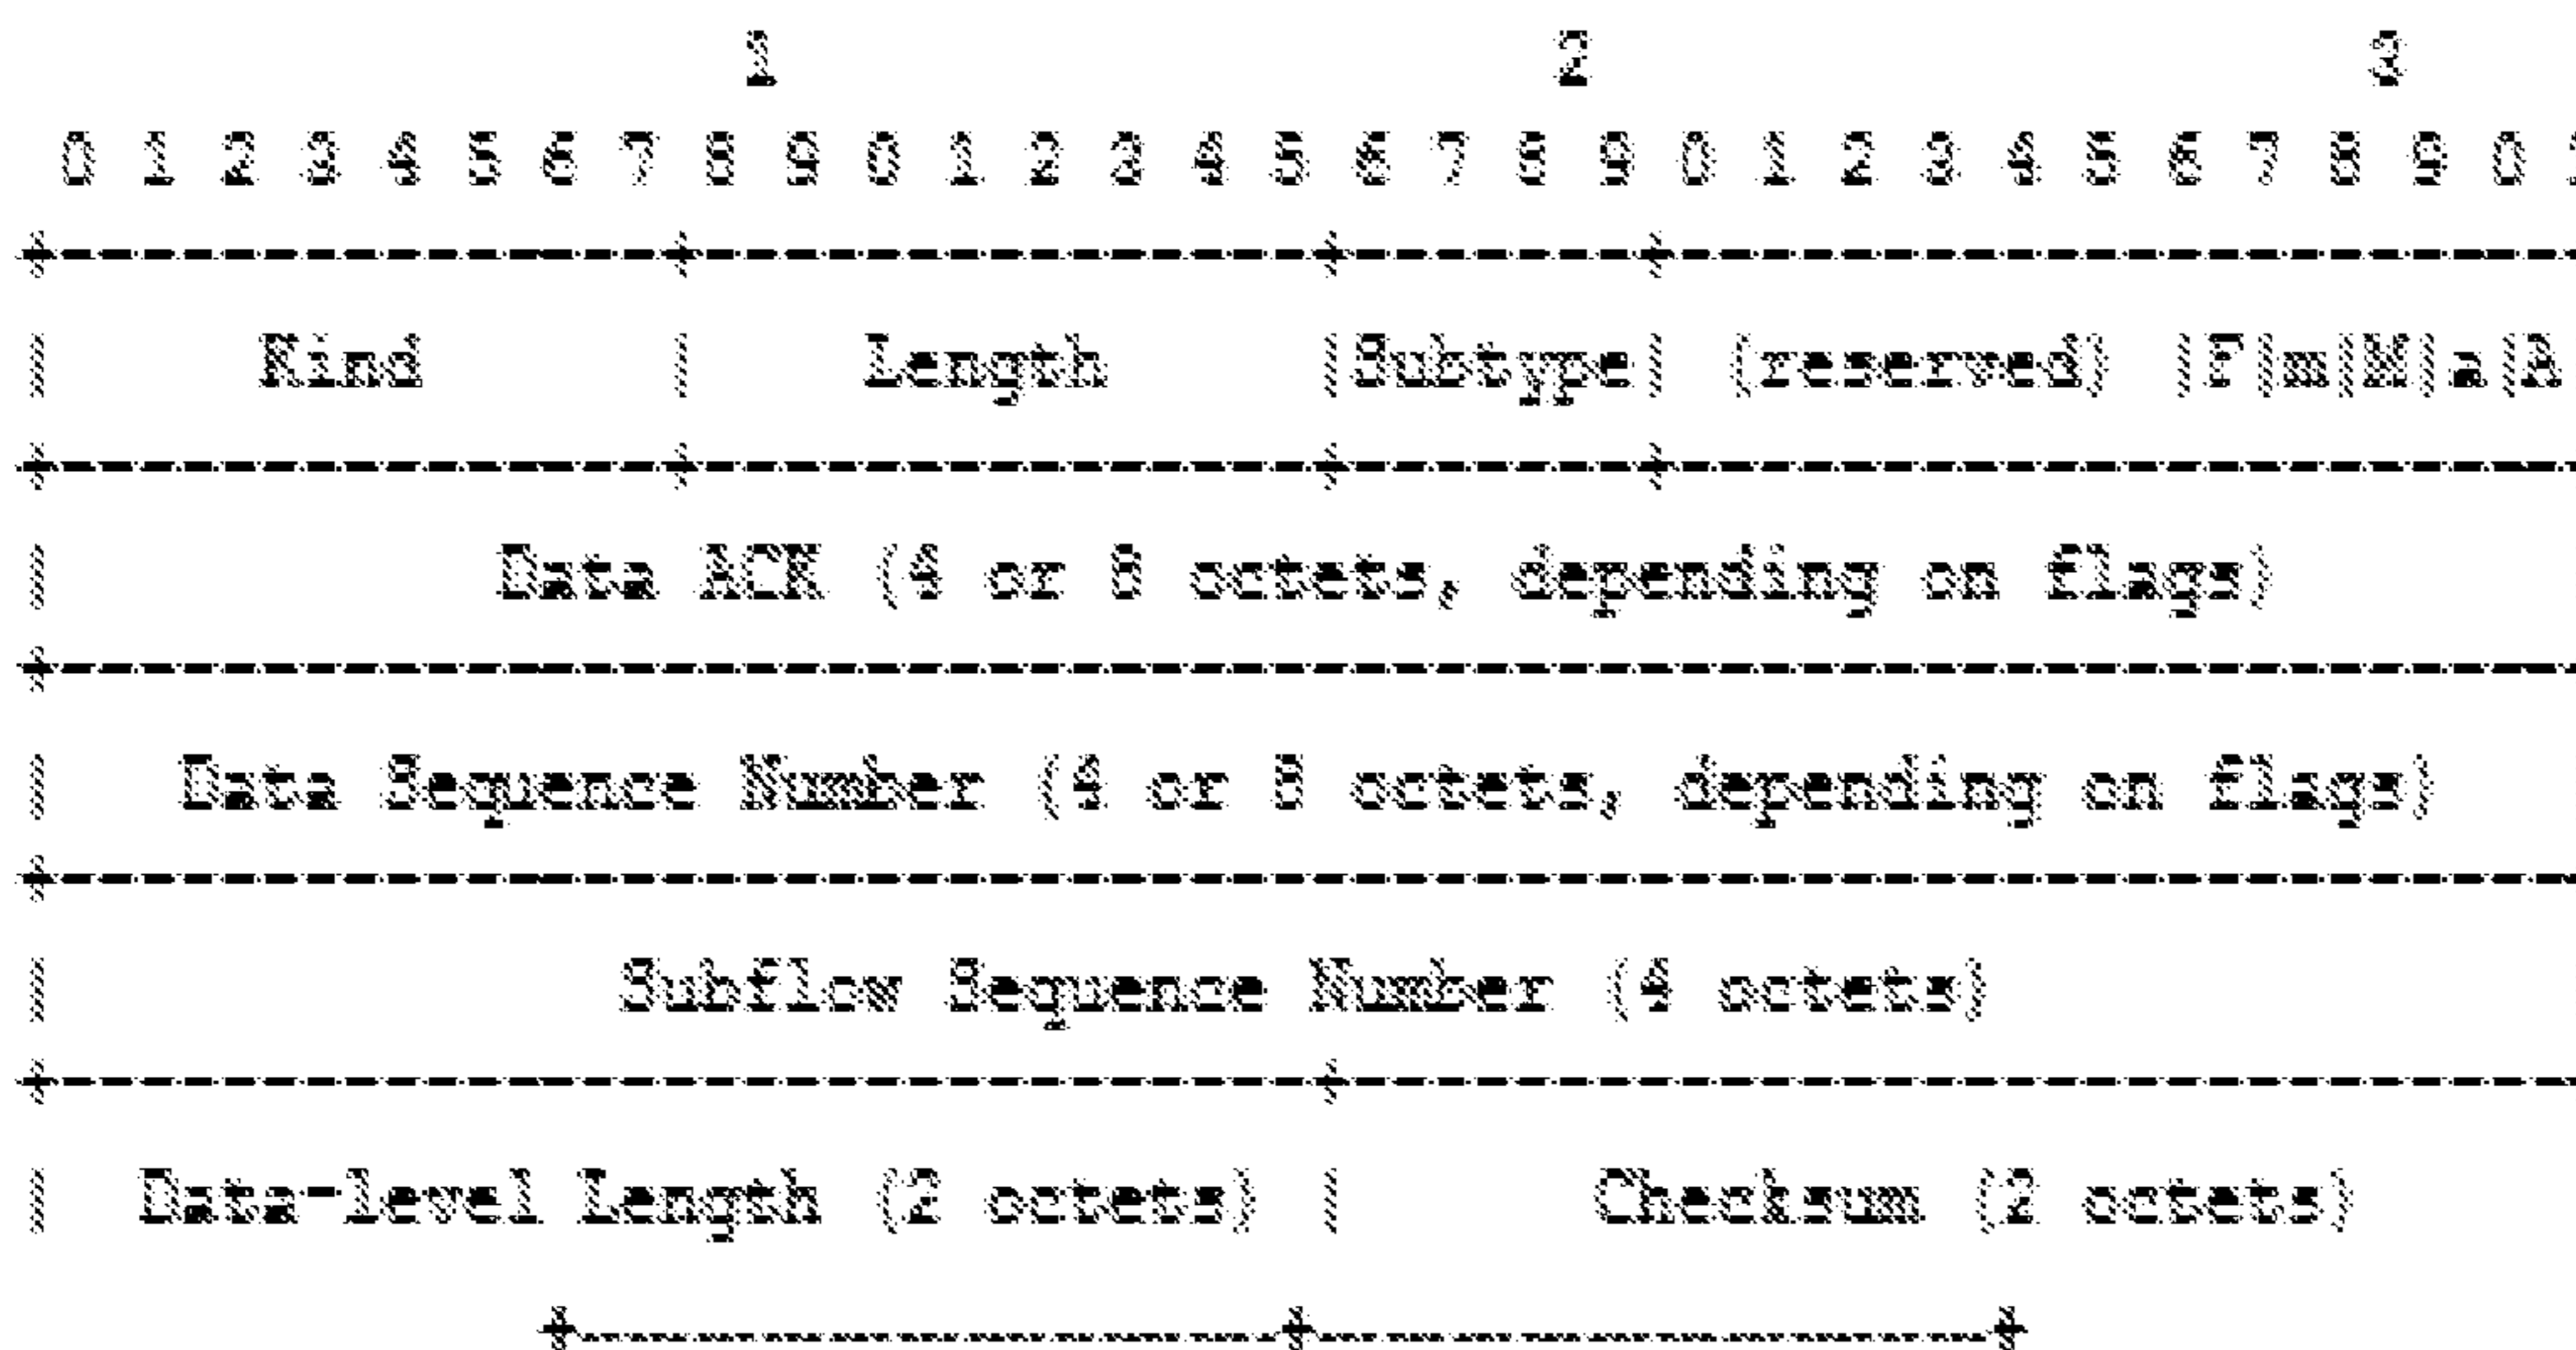 1 2 3
0 1 2 3 4 5 6 7 8 9 0 1 2 3 4 5 6 7 8 9 0 1 2 3 4 5 6 7 8 9 0
| Kind | Length |Subtype| (reserved) |F|m|M|a|A
| Data ACK (4 or 8 octets, depending on flags)
| Data Sequence Number (4 or 8 octets, depending on flags)
| Subflow Sequence Number (4 octets)
| Data-level Length (2 octets) | Checksum (2 octets)